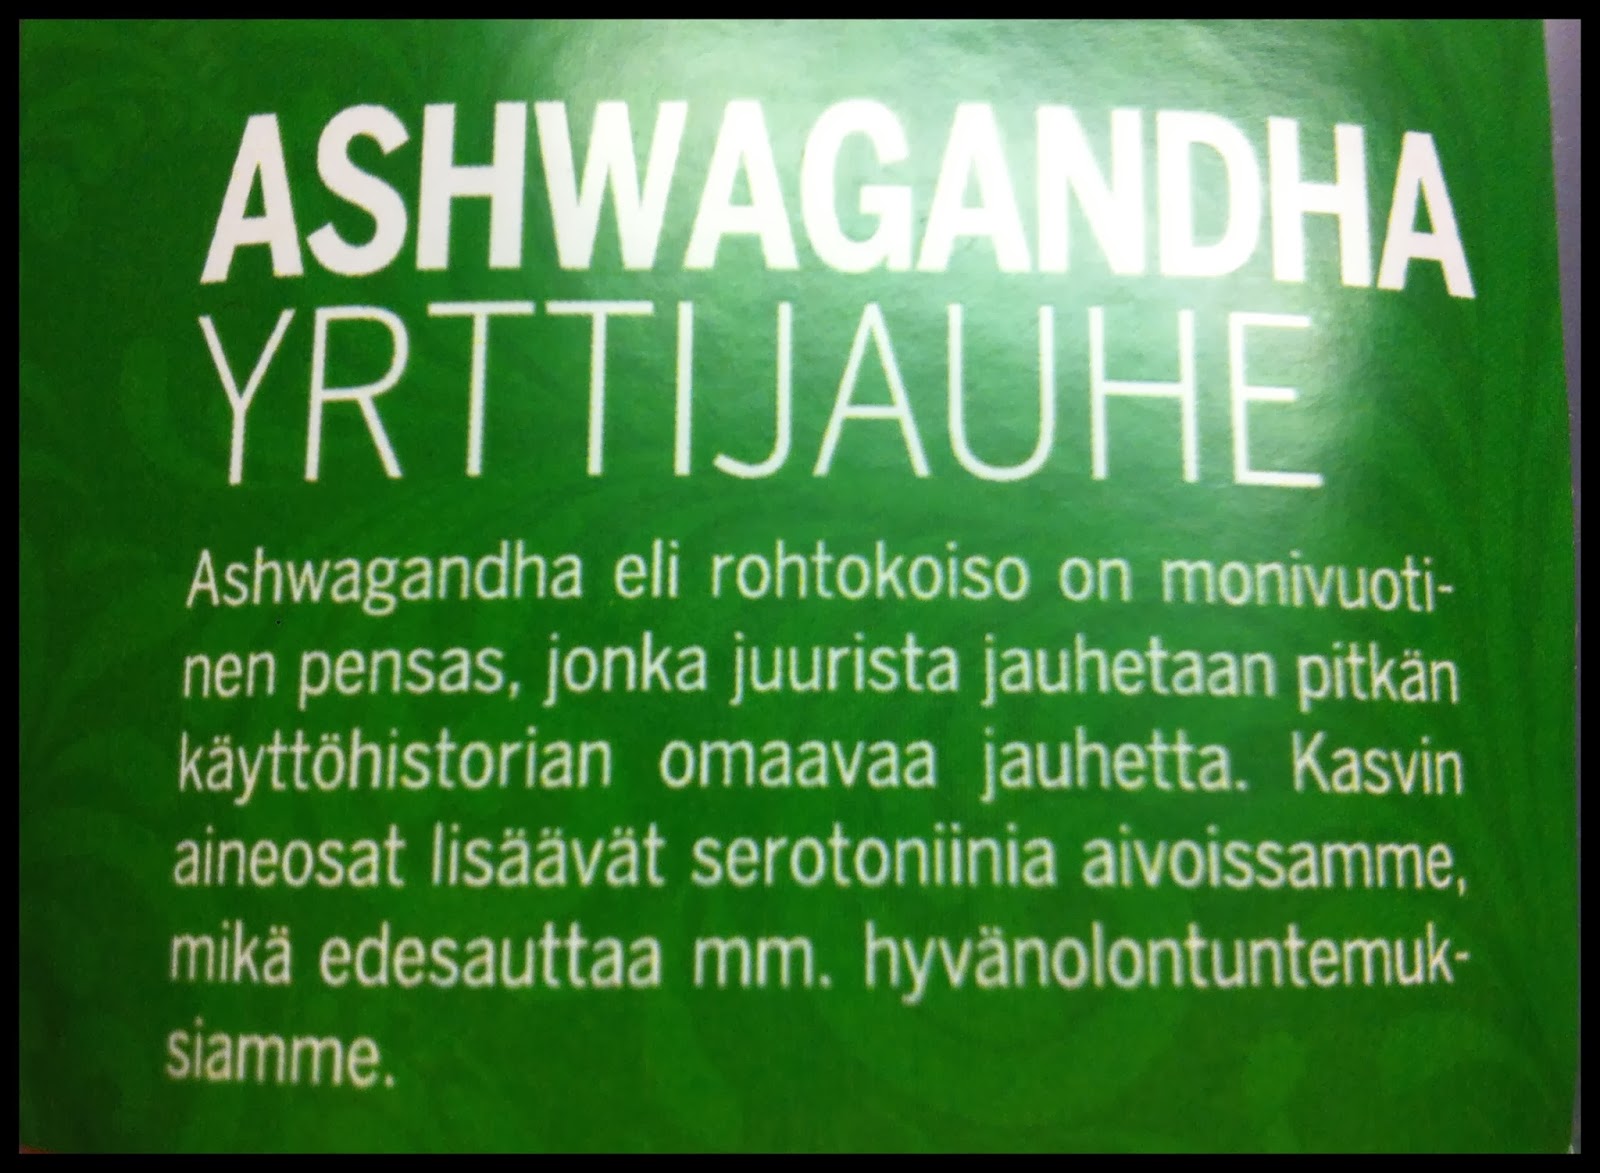 ASHWAGANDHA
YRTTIJAUHE
Ashwagandha eli rohtokoiso on monivuoti-
nen pensas, jonka juurista jauhetaan pitkän
käyttöhistorian omaavaa jauhetta. Kasvin
aineosat lisäävät serotoniinia aivoissamme,
mikä edesauttaa mm. hyvänolontuntemuk-
siamme.